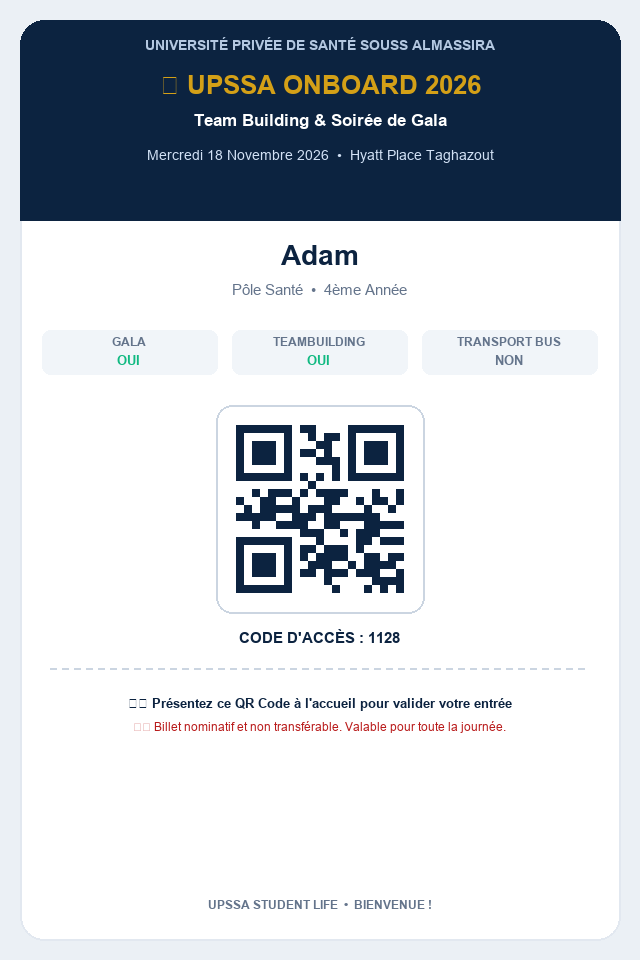 UNIVERSITÉ PRIVÉE DE SANTÉ SOUSS ALMASSIRA
UPSSA ONBOARD 2026
Team Building & Soirée de Gala
Mercredi 18 Novembre 2026 • Hyatt Place Taghazout
Adam
Pôle Santé • 4ème Année
GALA
OUI
TEAMBUILDING
OUI
TRANSPORT BUS
NON
CODE D'ACCÈS : 1128
Présentez ce QR Code à l'accueil pour valider votre entrée
Billet nominatif et non transférable. Valable pour toute la journée.
UPSSA STUDENT LIFE • BIENVENUE !